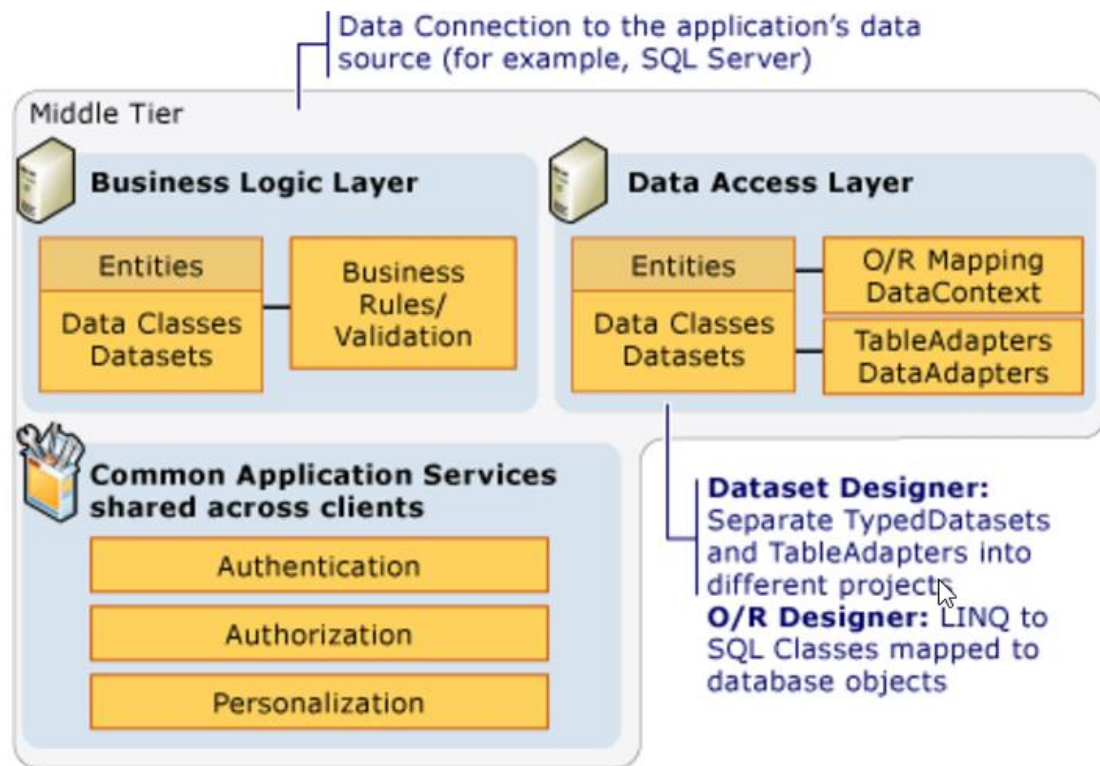 Data Connection to the application's data
source (for example, SQL Server)
Middle Tier
Business Logic Layer
Entities
Data Classes
Datasets
Business
Rules/
Validation
Data Access Layer
Entities
Data Classes
Datasets
O/R Mapping
DataContext
TableAdapters
DataAdapters
Common Application Services
shared across clients
Authentication
Authorization
Personalization
Dataset Designer:
Separate TypedDatasets
and TableAdapters into
different projects
O/R Designer: LINQ to
SQL Classes mapped to
database objects